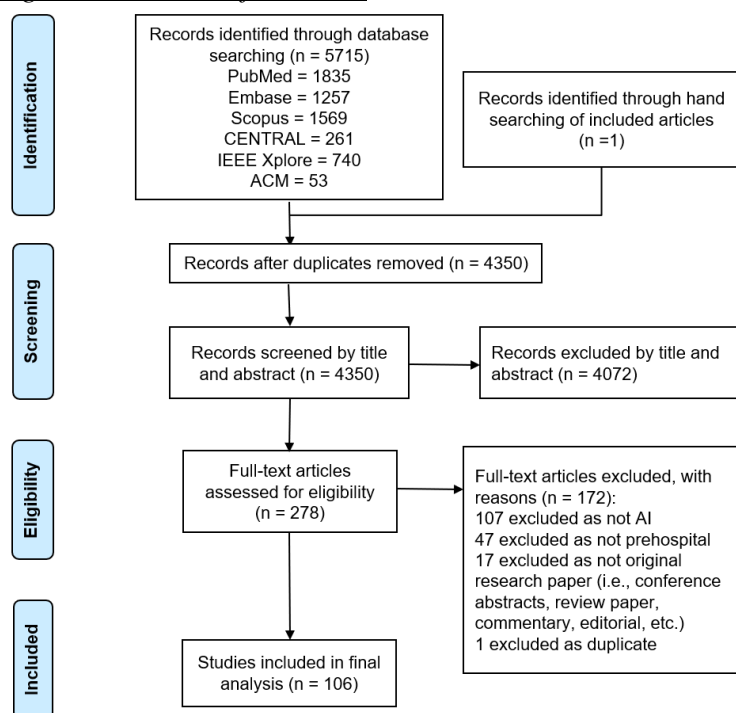 Identification
Records identified through database
searching (n = 5715)
PubMed = 1835
Embase = 1257
Scopus = 1569
CENTRAL = 261
IEEE Xplore = 740
ACM = 53
Records identified through hand
searching of included articles
(n =1)
Screening
Records after duplicates removed (n = 4350)
Records screened by title
and abstract (n = 4350)
Records excluded by title and
abstract (n = 4072)
Eligibility
Full-text articles
assessed for eligibility
(n = 278)
Full-text articles excluded, with
reasons (n = 172):
107 excluded as not AI
47 excluded as not prehospital
17 excluded as not original
research paper (i.e., conference
abstracts, review paper,
commentary, editorial, etc.)
1 excluded as duplicate
Included
Studies included in final
analysis (n = 106)